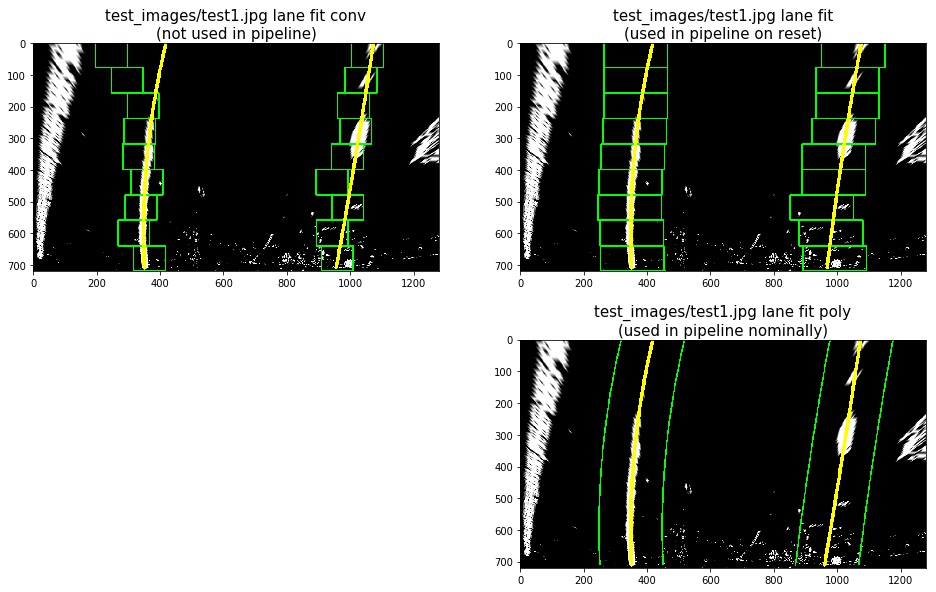 test_images/test1.jpg lane fit conv
(not used in pipeline)
0
100
200
300
400
500
600
700
0 200 400 600 800 1000 1200
test_images/test1.jpg lane fit
(used in pipeline on reset)
0
100
200
300
400
500
600
700
0 200 400 600 800 1000 1200
test_images/test1.jpg lane fit poly
(used in pipeline nominally)
0
100
200
300
400
500
600
700
0 200 400 600 800 1000 1200